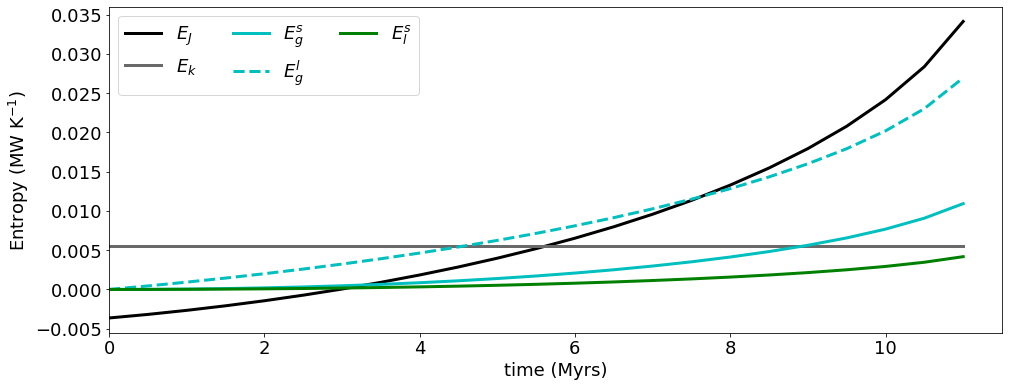 0.035
0.030
0.025
0.020
0.015
0.010
0.005
0.000
−0.005
Entropy (MW K⁻¹)
E_J
E_k
E_g^s
E_g^l
E_l^s
0 2 4 6 8 10
time (Myrs)